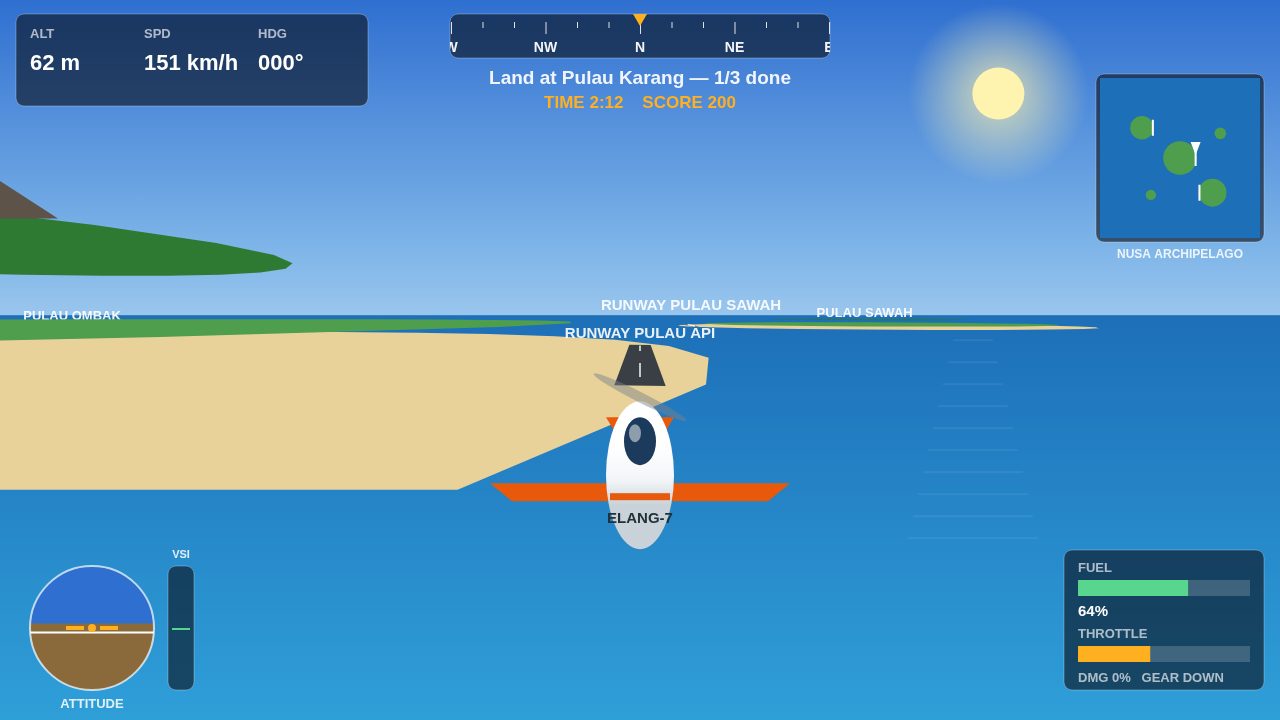 ALT SPD HDG
62 m 151 km/h 000°
W NW N NE E
Land at Pulau Karang — 1/3 done
TIME 2:12 SCORE 200
NUSA ARCHIPELAGO
RUNWAY PULAU SAWAH
PULAU OMBAK
PULAU SAWAH
RUNWAY PULAU API
ELANG-7
VSI
ATTITUDE
FUEL
64%
THROTTLE
DMG 0% GEAR DOWN